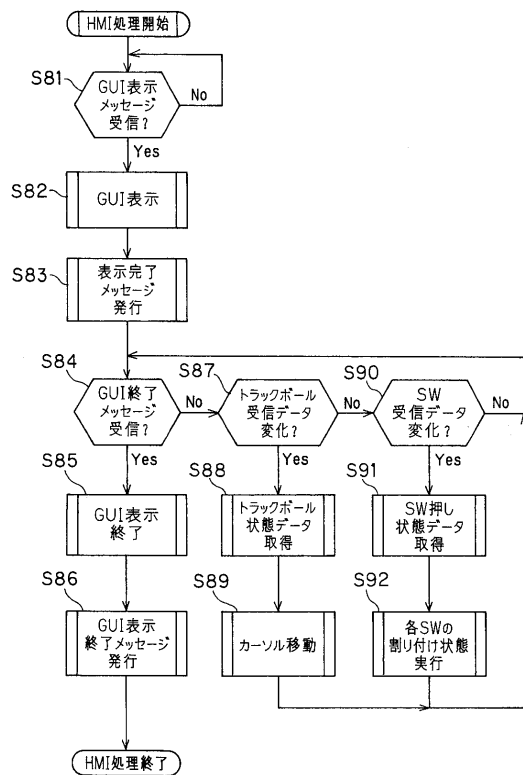 HMI処理開始
S81
GUI表示
メッセージ
受信?
No
Yes
S82
GUI表示
S83
表示完了
メッセージ
発行
S84
GUI終了
メッセージ
受信?
No
Yes
S87
トラックボール
受信データ
変化?
No
Yes
S90
SW
受信データ
変化?
No
Yes
S85
GUI表示
終了
S88
トラックボール
状態データ
取得
S91
SW押し
状態データ
取得
S86
GUI表示
終了メッセージ
発行
S89
カーソル移動
S92
各SWの
割り付け状態
実行
HMI処理終了